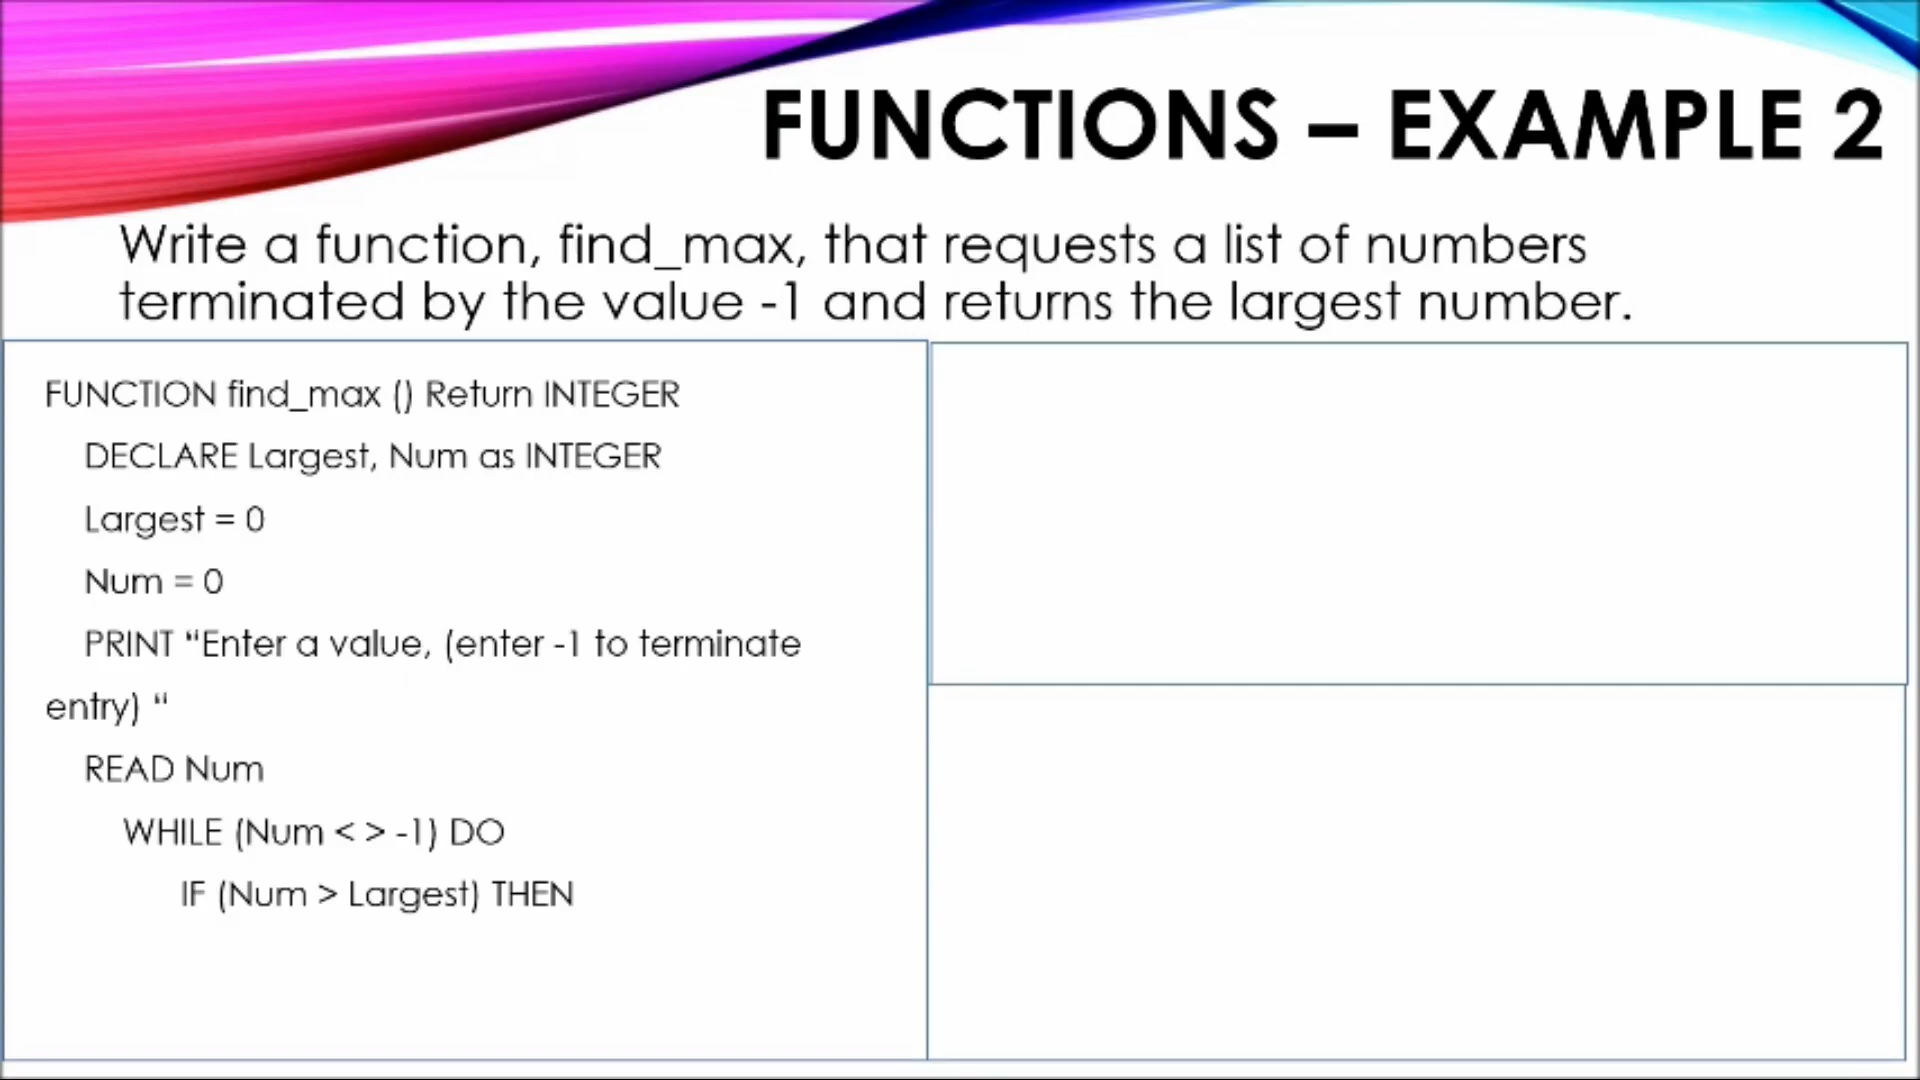 FUNCTIONS – EXAMPLE 2
Write a function, find_max, that requests a list of numbers
terminated by the value -1 and returns the largest number.
FUNCTION find_max () Return INTEGER
DECLARE Largest, Num as INTEGER
Largest = 0
Num = 0
PRINT “Enter a value, (enter -1 to terminate
entry) “
READ Num
WHILE (Num < > -1) DO
IF (Num > Largest) THEN